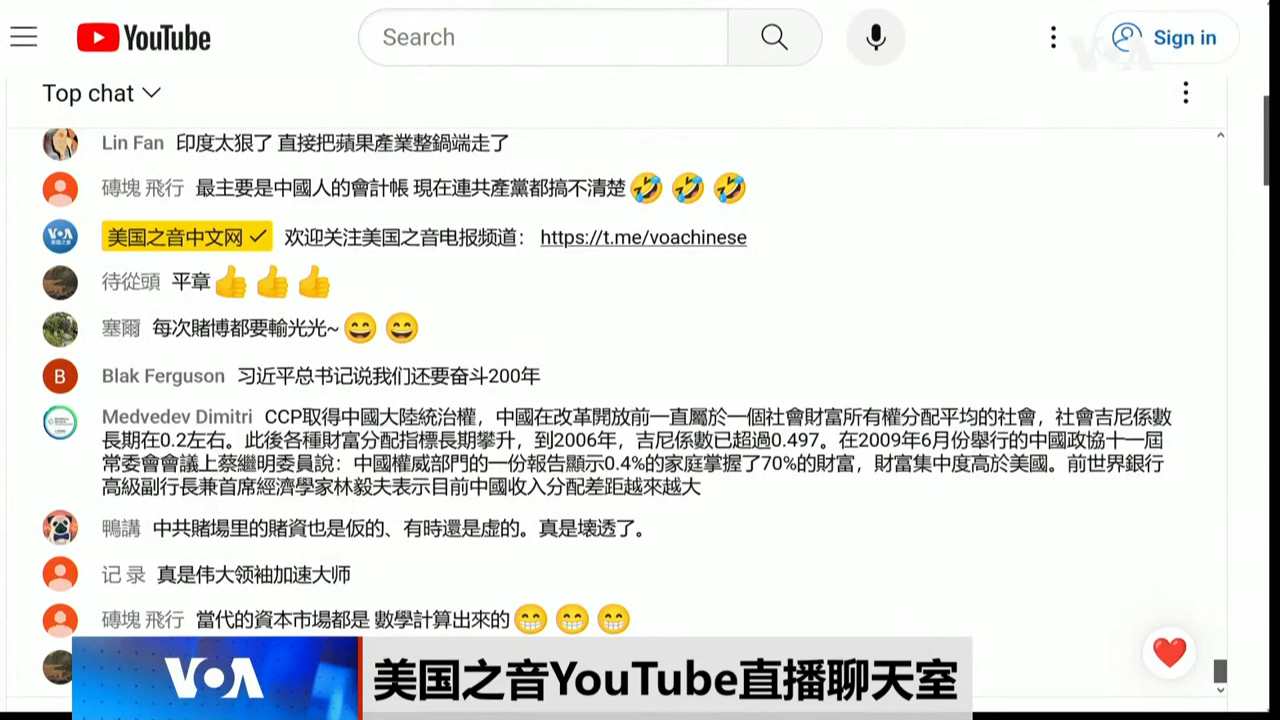 YouTube
Search
Sign in
VOA
Top chat
Lin Fan 印度太狠了 直接把蘋果產業整鍋端走了
磚塊 飛行 最主要是中國人的會計帳 現在連共產黨都搞不清楚🤣🤣🤣
VOA 美国之音中文网 欢迎关注美国之音电报频道： https://t.me/voachinese
待從頭 平章👍👍👍
塞爾 每次賭博都要輸光光~😄😄
B Blak Ferguson 习近平总书记说我们还要奋斗200年
Medvedev Dimitri CCP取得中國大陸統治權，中國在改革開放前一直屬於一個社會財富所有權分配平均的社會，社會吉尼係數
長期在0.2左右。此後各種財富分配指標長期攀升，到2006年，吉尼係數已超過0.497。在2009年6月份舉行的中國政協十一屆
常委會會議上蔡繼明委員說：中國權威部門的一份報告顯示0.4%的家庭掌握了70%的財富，財富集中度高於美國。前世界銀行
高級副行長兼首席經濟學家林毅夫表示目前中國收入分配差距越來越大
鴨講 中共賭場里的賭資也是仮的、有時還是虛的。真是壊透了。
记 录 真是伟大领袖加速大师
磚塊 飛行 當代的資本市場都是 數學計算出來的😁😁😁
VOA 美国之音YouTube直播聊天室